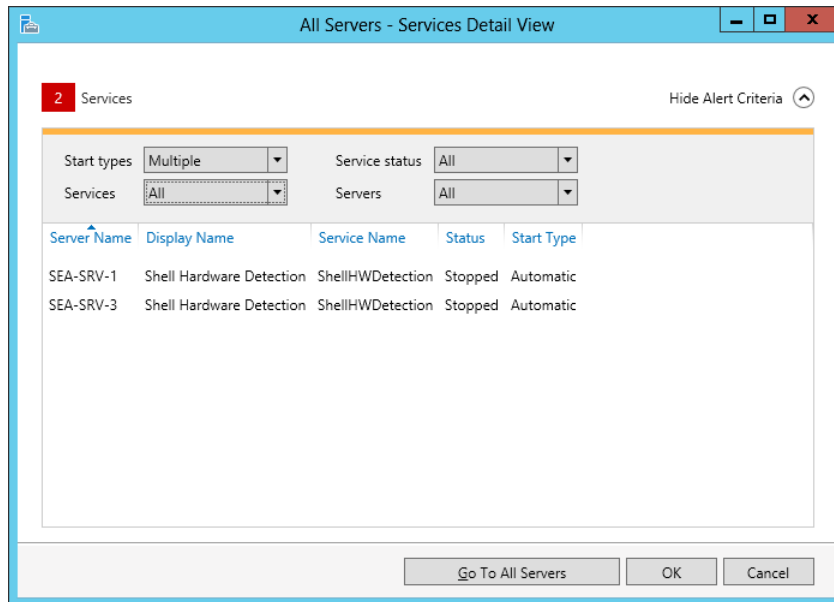 All Servers - Services Detail View
2 Services Hide Alert Criteria
Start types Multiple Service status All
Services All Servers All
Server Name Display Name Service Name Status Start Type
SEA-SRV-1 Shell Hardware Detection ShellHWDetection Stopped Automatic
SEA-SRV-3 Shell Hardware Detection ShellHWDetection Stopped Automatic
Go To All Servers OK Cancel